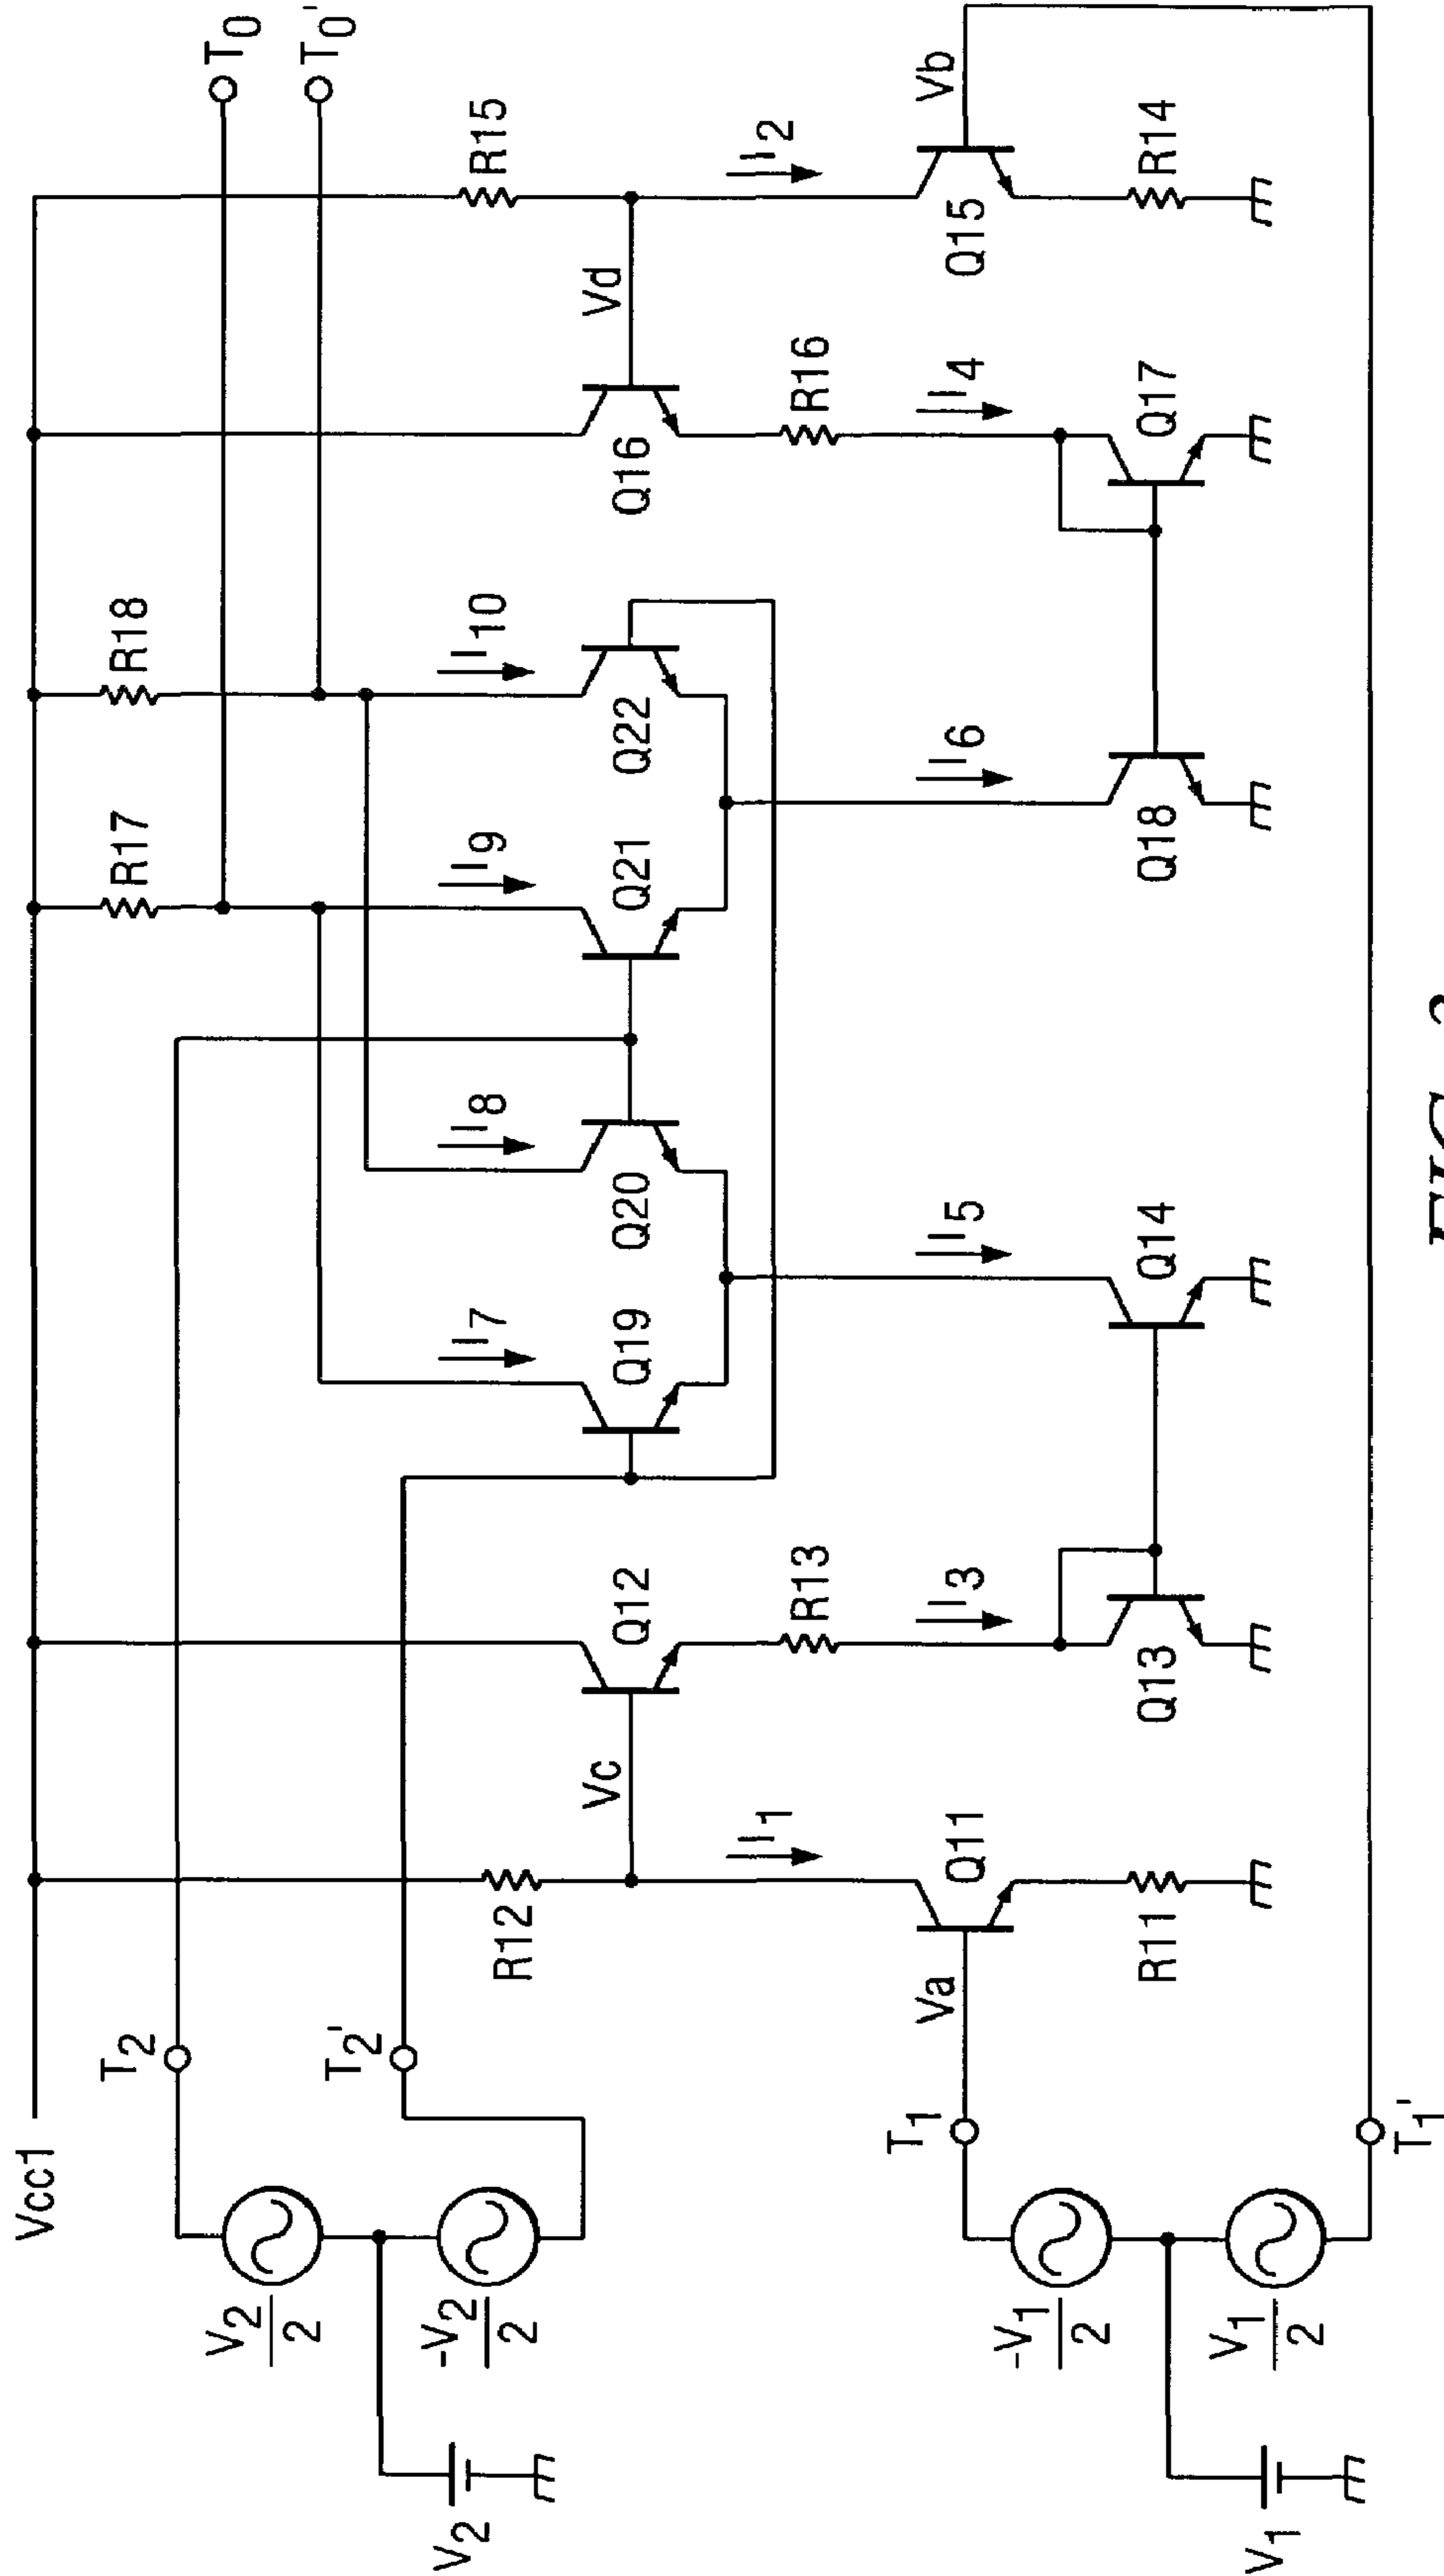 Vcc1
T0
T0'
R17
R18
T2
T2'
V2/2
-V2/2
V2
R12
R15
I7
I8
I9
I10
Vc
Vd
Q12
Q19
Q20
Q21
Q22
Q16
I1
I2
R13
R16
T1
Va
Q11
I3
I5
I6
I4
Vb
Q15
-V1/2
V1/2
V1
R11
Q13
Q14
Q18
Q17
R14
T1'